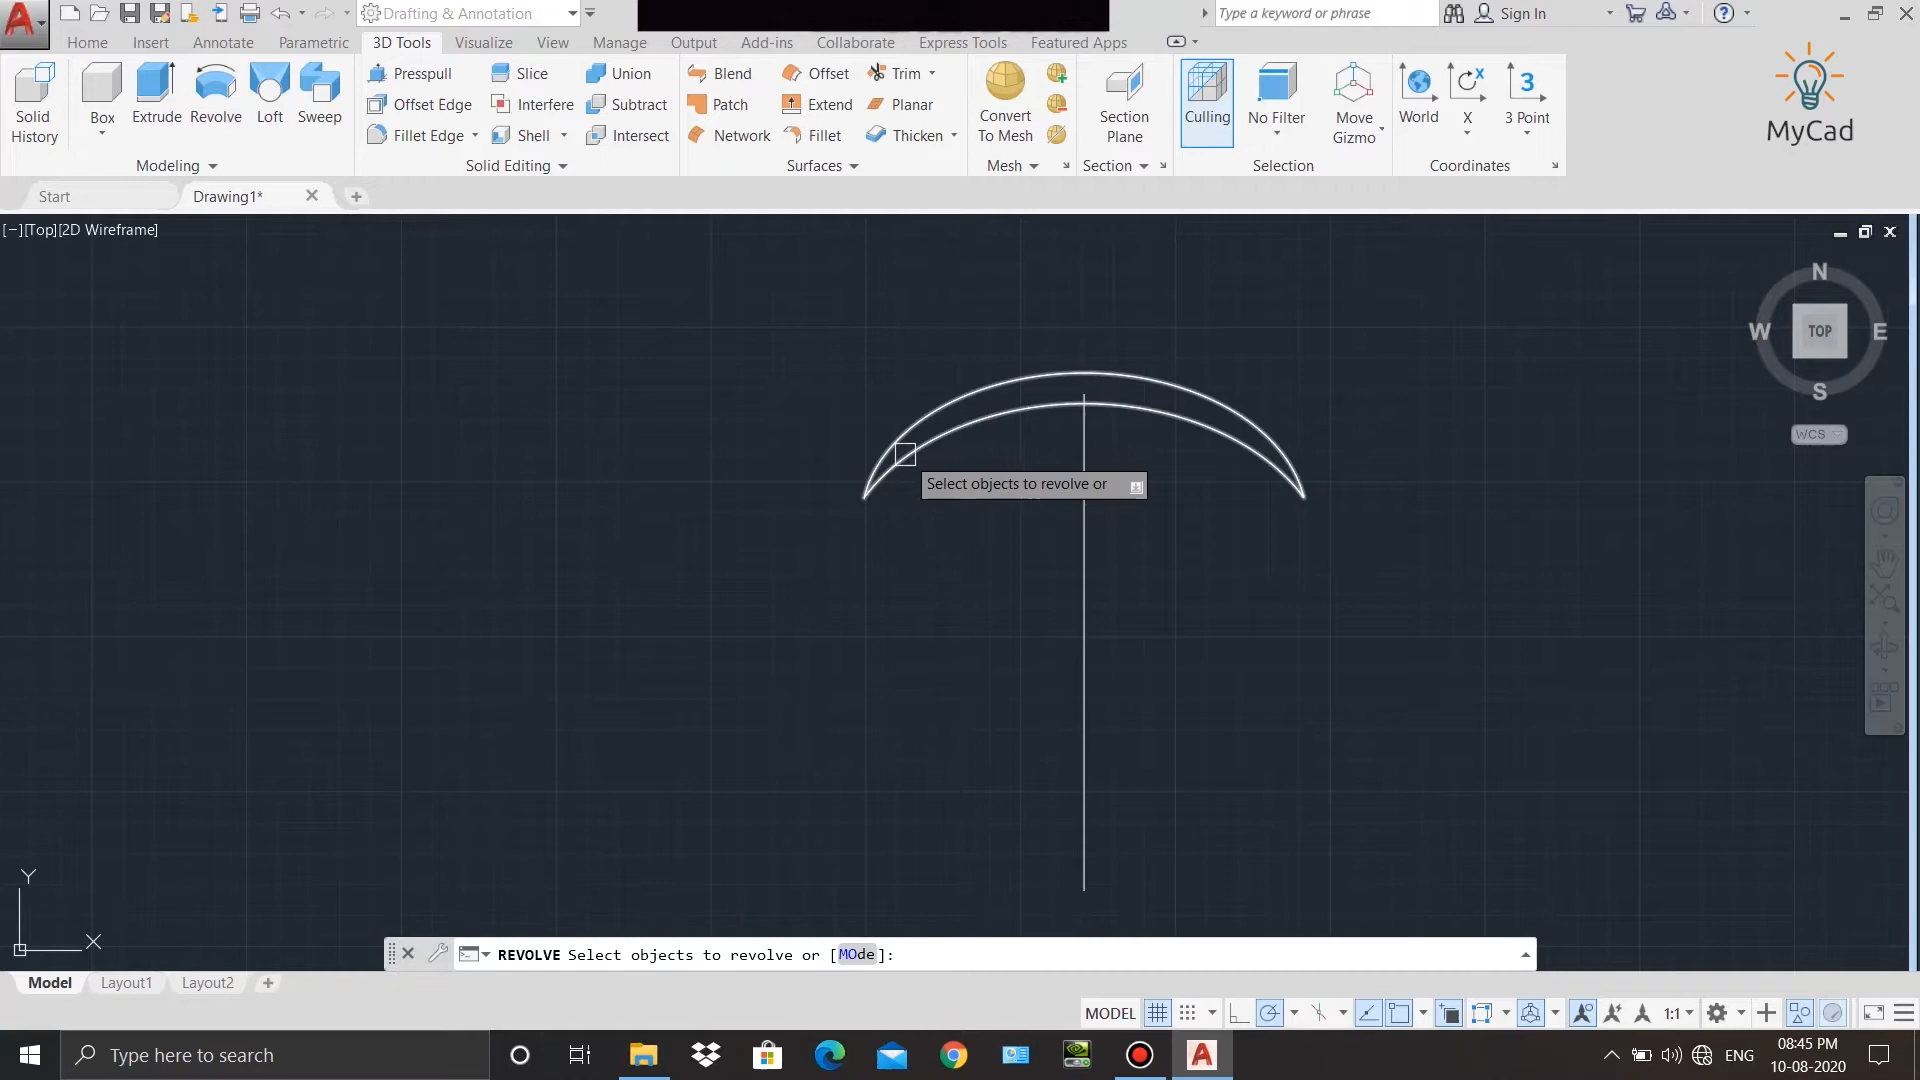 Drafting & Annotation
Type a keyword or phrase
Sign In
Home
Insert
Annotate
Parametric
3D Tools
Visualize
View
Manage
Output
Add-ins
Collaborate
Express Tools
Featured Apps
Solid History
Box
Extrude
Revolve
Loft
Sweep
Modeling
Presspull
Offset Edge
Fillet Edge
Slice
Interfere
Shell
Union
Subtract
Intersect
Solid Editing
Blend
Patch
Network
Offset
Extend
Fillet
Trim
Planar
Thicken
Surfaces
Convert To Mesh
Mesh
Section Plane
Section
Culling
No Filter
Move Gizmo
Selection
World
X
3 Point
Coordinates
MyCad
Start
Drawing1*
[−][Top][2D Wireframe]
N
W
TOP
E
S
WCS
Select objects to revolve or
Y
X
REVOLVE Select objects to revolve or [MOde]:
Model
Layout1
Layout2
MODEL
1:1
Type here to search
ENG
08:45 PM
10-08-2020